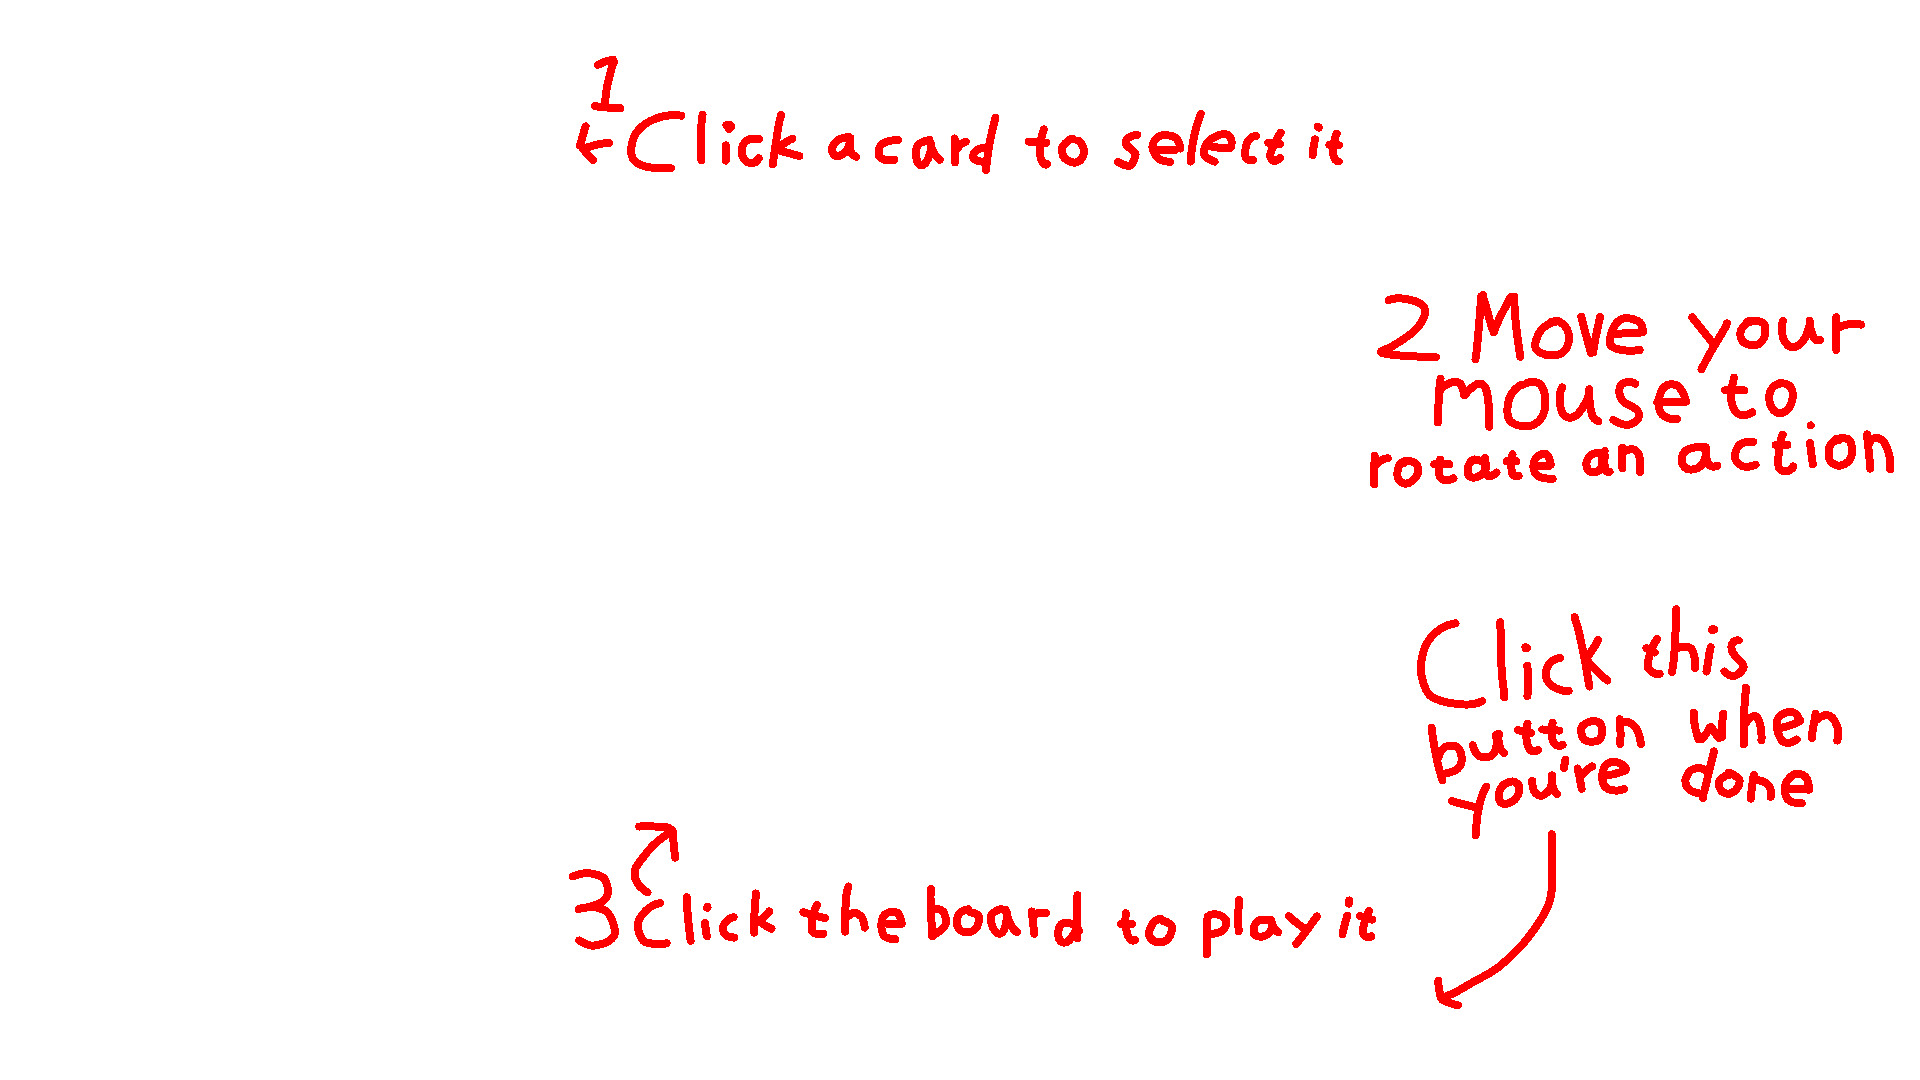 1
Click a card to select it
2 Move your
mouse to
rotate an action
Click this
button when
you're done
3 Click the board to play it